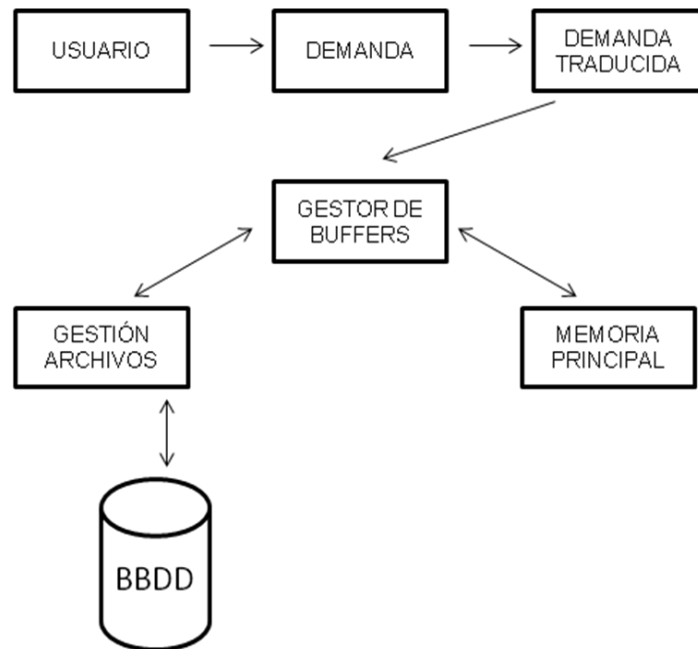 USUARIO
DEMANDA
DEMANDA
TRADUCIDA
GESTOR DE
BUFFERS
GESTIÓN
ARCHIVOS
MEMORIA
PRINCIPAL
BBDD